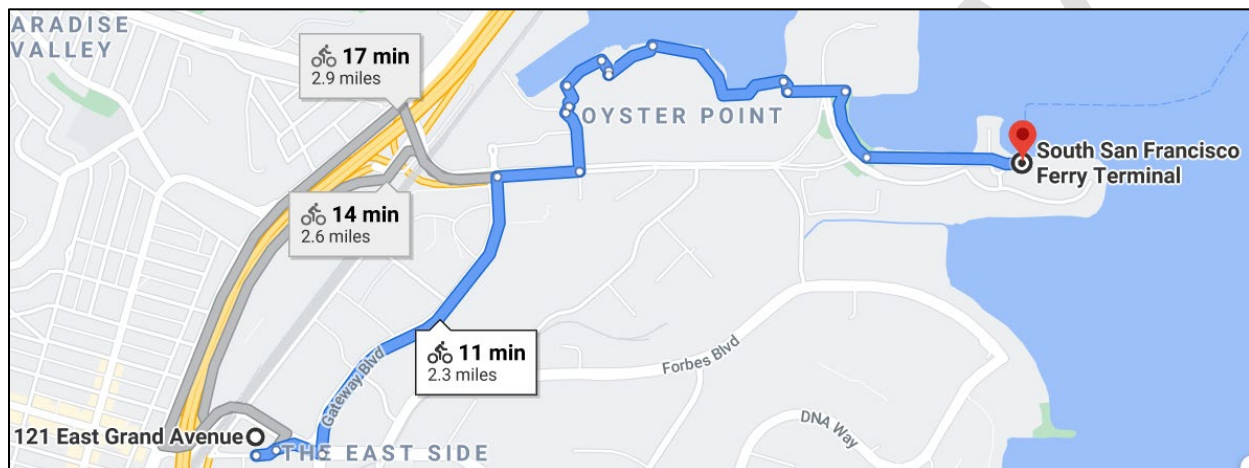 ARADISE
VALLEY
17 min
2.9 miles
OYSTER POINT
South San Francisco
Ferry Terminal
14 min
2.6 miles
11 min
2.3 miles
Gateway Blvd
Forbes Blvd
DNA Way
121 East Grand Avenue
THE EAST SIDE